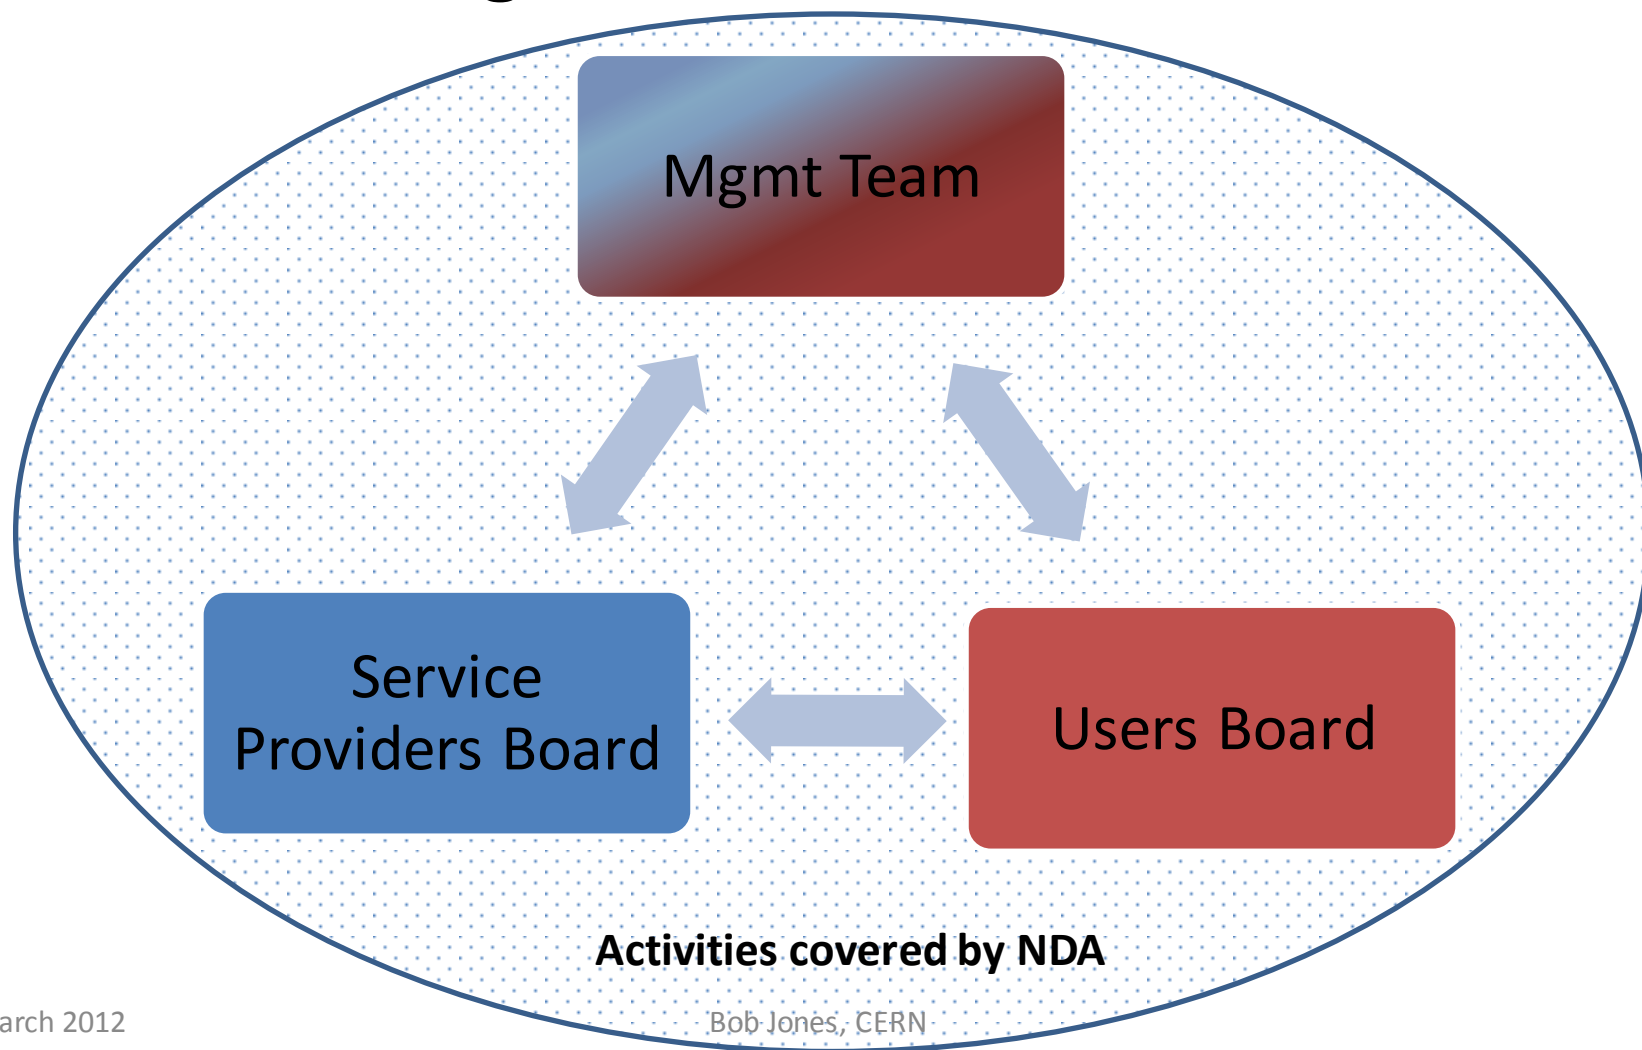 Mgmt Team
Service
Providers Board
Users Board
Activities covered by NDA
arch 2012
Bob Jones, CERN